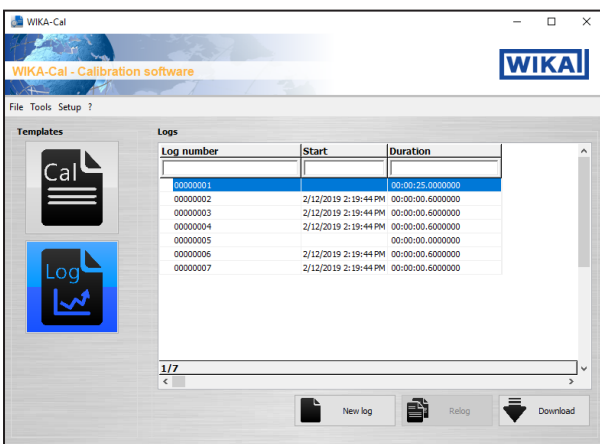 WIKA-Cal
WIKA-Cal - Calibration software
WIKA
File Tools Setup ?
Templates
Logs
Cal
Log
Log number Start Duration
00000001 00:00:25.0000000
00000002 2/12/2019 2:19:44 PM 00:00:00.6000000
00000003 2/12/2019 2:19:44 PM 00:00:00.6000000
00000004 2/12/2019 2:19:44 PM 00:00:00.6000000
00000005 00:00:00.0000000
00000006 2/12/2019 2:19:44 PM 00:00:00.6000000
00000007 2/12/2019 2:19:44 PM 00:00:00.6000000
1/7
New log
Relog
Download